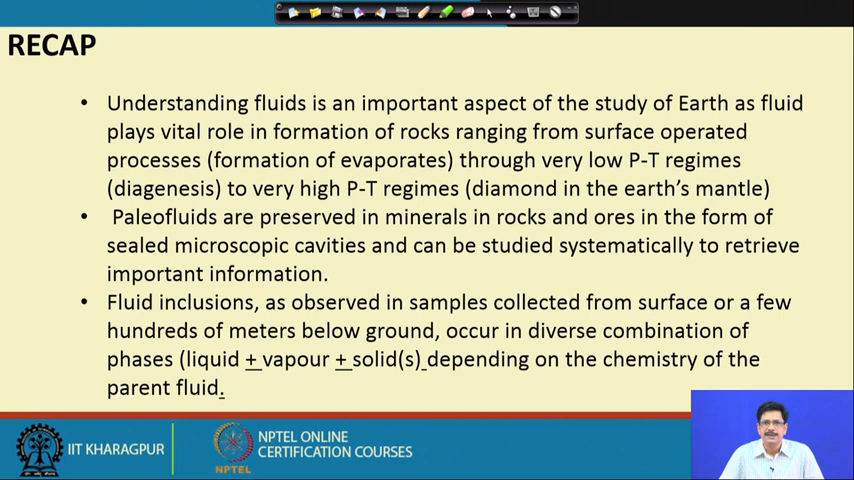 RECAP
• Understanding fluids is an important aspect of the study of Earth as fluid
plays vital role in formation of rocks ranging from surface operated
processes (formation of evaporates) through very low P-T regimes
(diagenesis) to very high P-T regimes (diamond in the earth's mantle)
• Paleofluids are preserved in minerals in rocks and ores in the form of
sealed microscopic cavities and can be studied systematically to retrieve
important information.
• Fluid inclusions, as observed in samples collected from surface or a few
hundreds of meters below ground, occur in diverse combination of
phases (liquid + vapour + solid(s) depending on the chemistry of the
parent fluid.
IIT KHARAGPUR
NPTEL
NPTEL ONLINE
CERTIFICATION COURSES